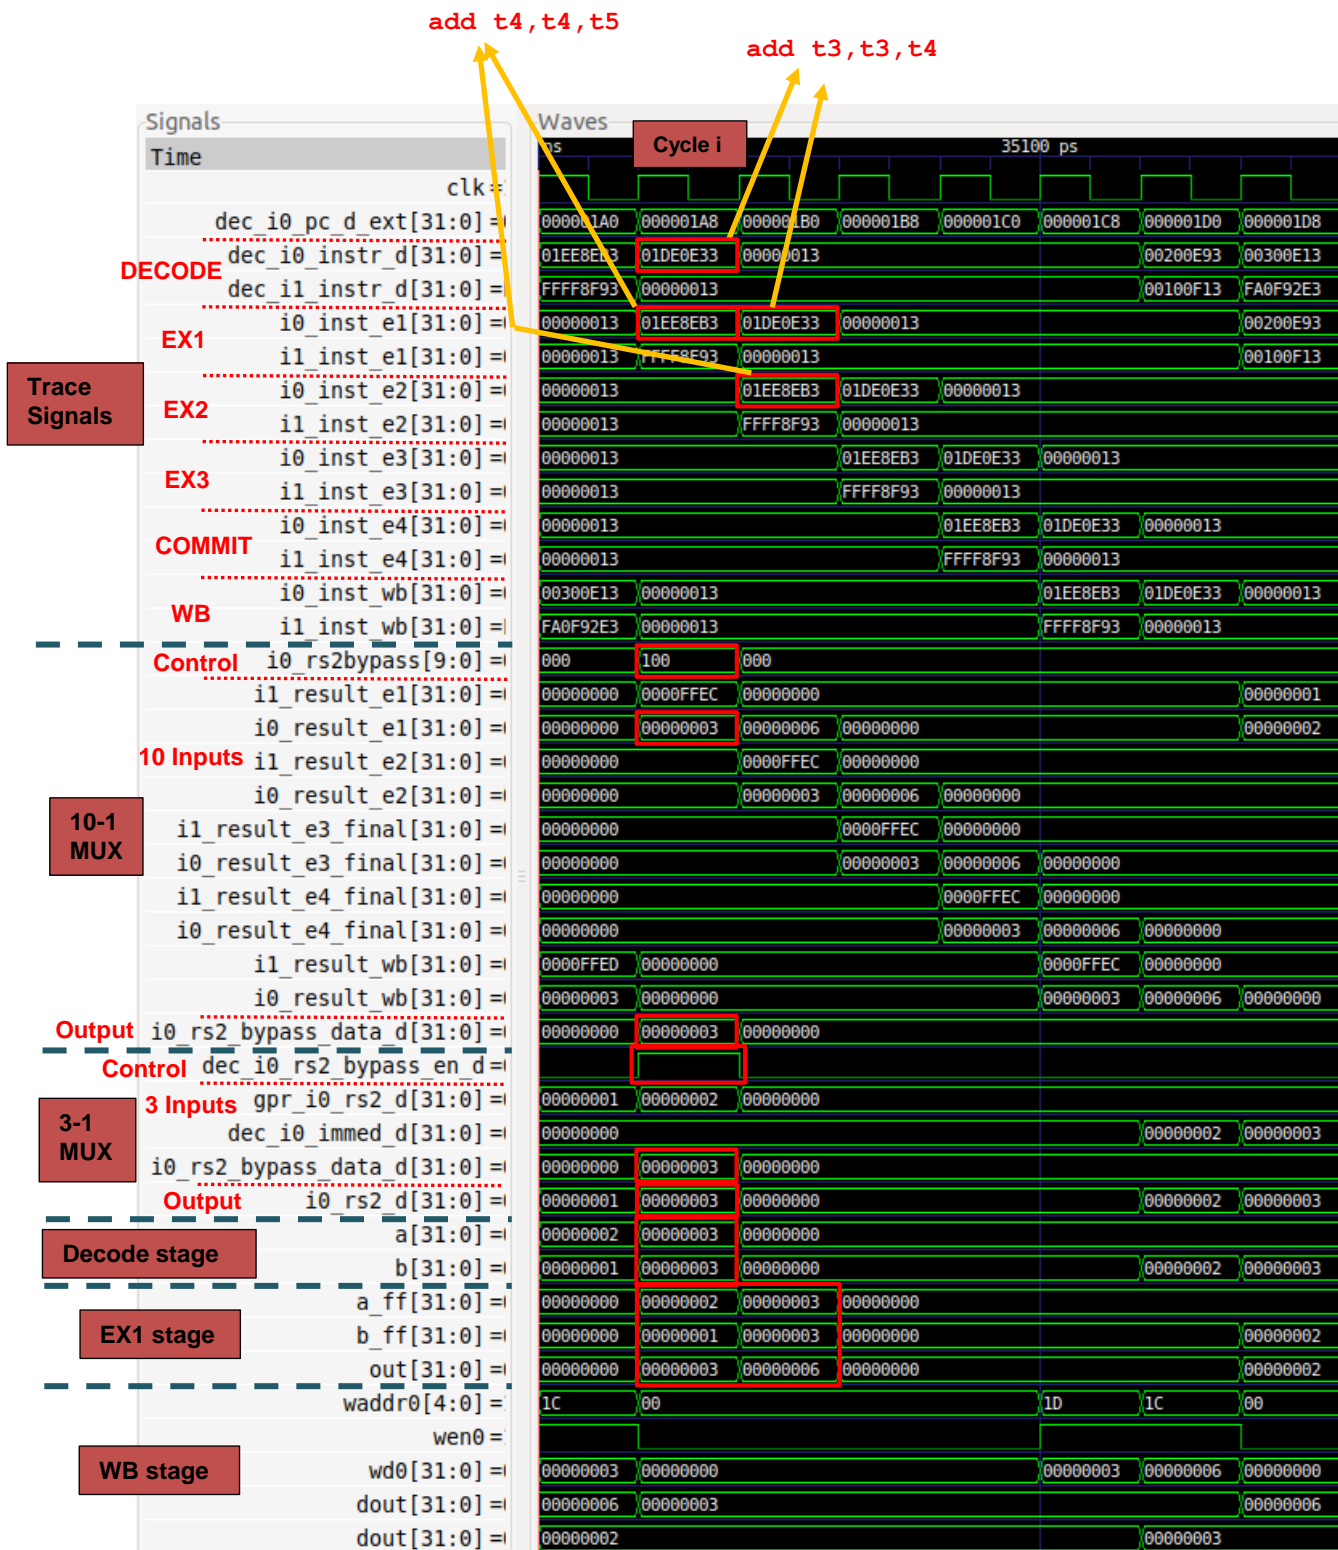 add t4,t4,t5
add t3,t3,t4
Signals
Waves
Cycle i
Time
ps
35100 ps
clk =
dec_i0_pc_d_ext[31:0] = 000001A0 000001A8 000001B0 000001B8 000001C0 000001C8 000001D0 000001D8
DECODE
dec_i0_instr_d[31:0] = 01EE8EB3 01DE0E33 00000013 00200E93 00300E13
dec_i1_instr_d[31:0] = FFFF8F93 00000013 00100F13 FA0F92E3
EX1
i0_inst_e1[31:0] = 00000013 01EE8EB3 01DE0E33 00000013 00200E93
i1_inst_e1[31:0] = 00000013 FFFF8F93 00000013 00100F13
Trace
Signals
EX2
i0_inst_e2[31:0] = 00000013 01EE8EB3 01DE0E33 00000013
i1_inst_e2[31:0] = 00000013 FFFF8F93 00000013
EX3
i0_inst_e3[31:0] = 00000013 01EE8EB3 01DE0E33 00000013
i1_inst_e3[31:0] = 00000013 FFFF8F93 00000013
COMMIT
i0_inst_e4[31:0] = 00000013 01EE8EB3 01DE0E33 00000013
i1_inst_e4[31:0] = 00000013 FFFF8F93 00000013
WB
i0_inst_wb[31:0] = 00300E13 00000013 01EE8EB3 01DE0E33 00000013
i1_inst_wb[31:0] = FA0F92E3 00000013 FFFF8F93 00000013
Control
i0_rs2bypass[9:0] = 000 100 000
i1_result_e1[31:0] = 00000000 0000FFEC 00000000 00000001
i0_result_e1[31:0] = 00000000 00000003 00000006 00000000 00000002
10 Inputs
i1_result_e2[31:0] = 00000000 0000FFEC 00000000
i0_result_e2[31:0] = 00000000 00000003 00000006 00000000
10-1
MUX
i1_result_e3_final[31:0] = 00000000 0000FFEC 00000000
i0_result_e3_final[31:0] = 00000000 00000003 00000006 00000000
i1_result_e4_final[31:0] = 00000000 0000FFEC 00000000
i0_result_e4_final[31:0] = 00000000 00000003 00000006 00000000
i1_result_wb[31:0] = 0000FFED 00000000 0000FFEC 00000000
i0_result_wb[31:0] = 00000003 00000000 00000003 00000006 00000000
Output
i0_rs2_bypass_data_d[31:0] = 00000000 00000003 00000000
Control
dec_i0_rs2_bypass_en_d =
3 Inputs
gpr_i0_rs2_d[31:0] = 00000001 00000002 00000000
3-1
MUX
dec_i0_immed_d[31:0] = 00000000 00000002 00000003
i0_rs2_bypass_data_d[31:0] = 00000000 00000003 00000000
Output
i0_rs2_d[31:0] = 00000001 00000003 00000000 00000002 00000003
Decode stage
a[31:0] = 00000002 00000003 00000000
b[31:0] = 00000001 00000003 00000000 00000002 00000003
EX1 stage
a_ff[31:0] = 00000000 00000002 00000003 00000000
b_ff[31:0] = 00000000 00000001 00000003 00000000 00000002
out[31:0] = 00000000 00000003 00000006 00000000 00000002
WB stage
waddr0[4:0] = 1C 00 1D 1C 00
wen0 =
wd0[31:0] = 00000003 00000000 00000003 00000006 00000000
dout[31:0] = 00000006 00000003 00000006
dout[31:0] = 00000002 00000003